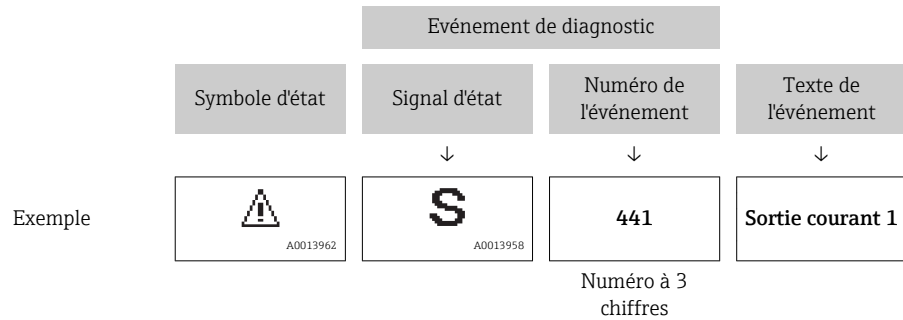 Evénement de diagnostic
Symbole d'état
Signal d'état
Numéro de
l'événement
Texte de
l'événement
↓
↓
↓
Exemple
A0013962
S
A0013958
441
Sortie courant 1
Numéro à 3
chiffres